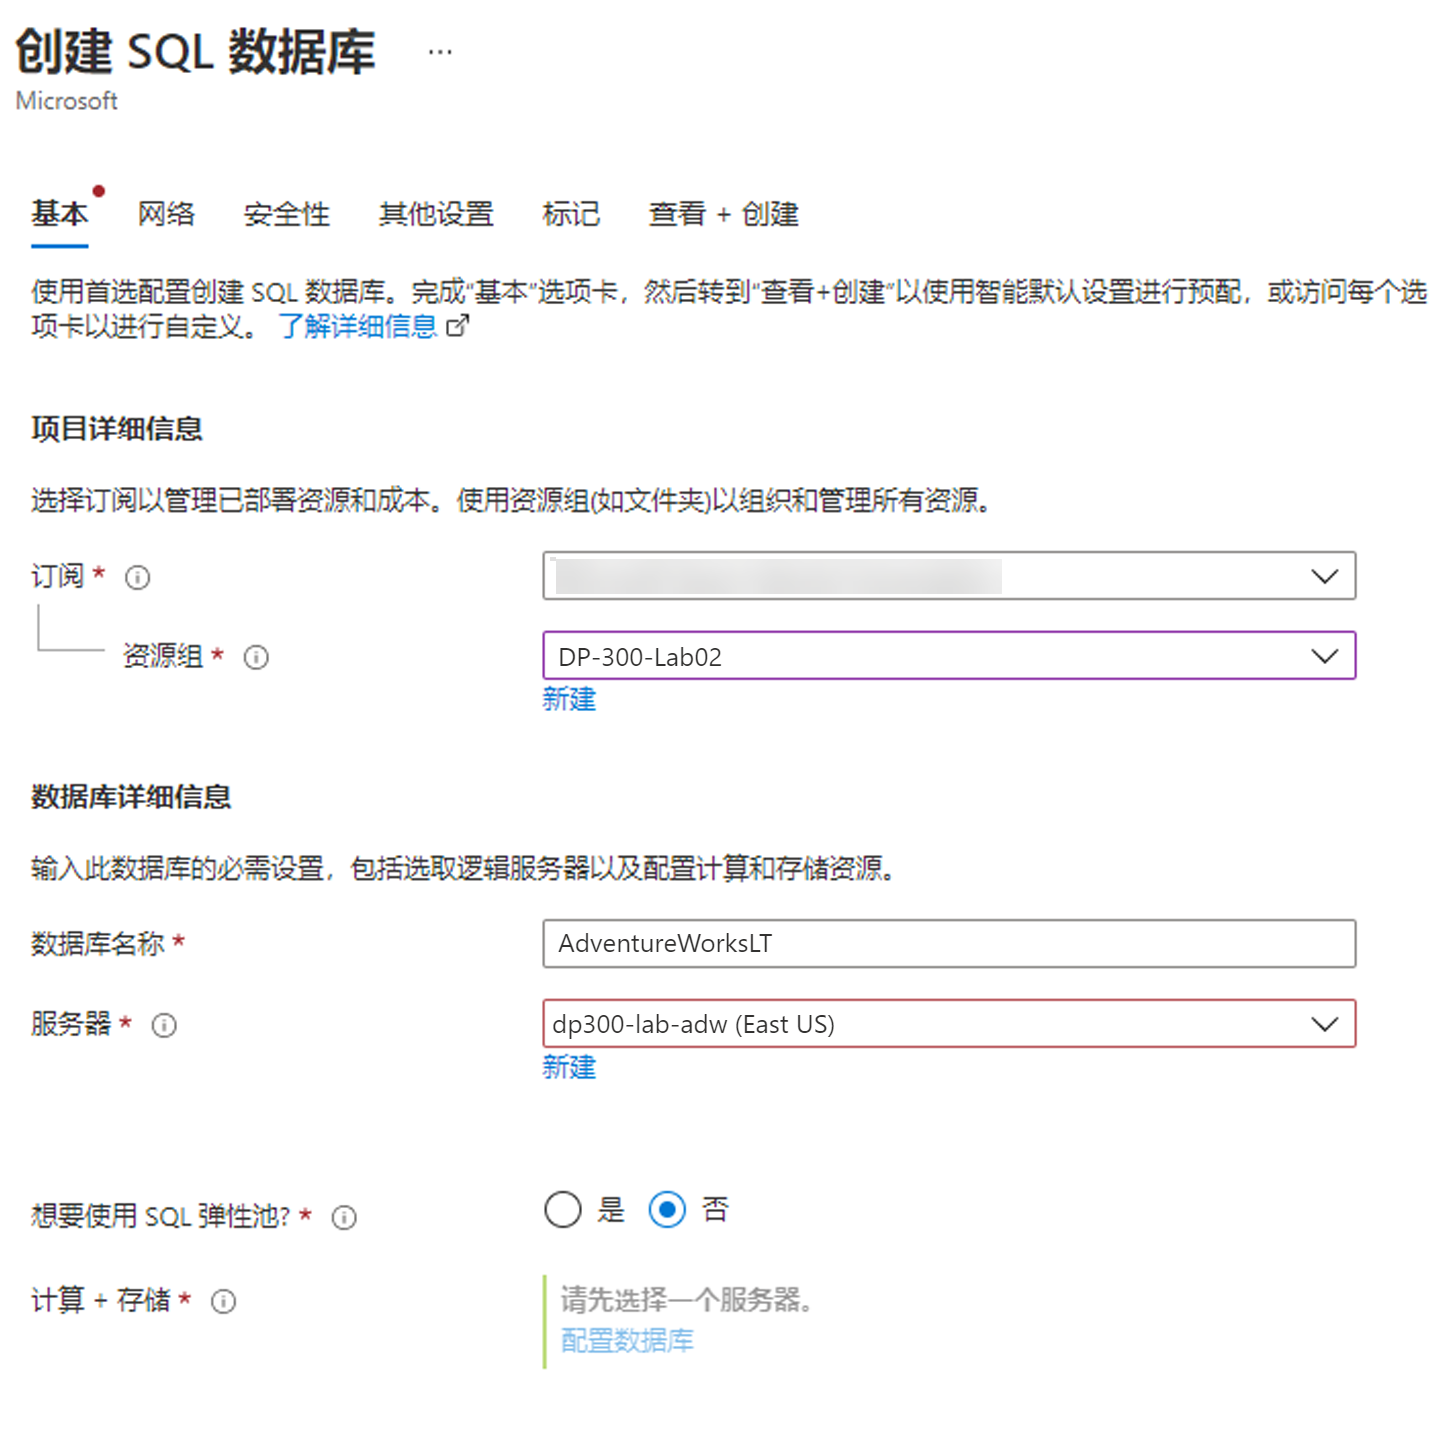 创建 SQL 数据库 ...
Microsoft
基本 网络 安全性 其他设置 标记 查看 + 创建
使用首选配置创建 SQL 数据库。完成“基本”选项卡，然后转到“查看+创建”以使用智能默认设置进行预配，或访问每个选
项卡以进行自定义。 了解详细信息
项目详细信息
选择订阅以管理已部署资源和成本。使用资源组(如文件夹)以组织和管理所有资源。
订阅 *
资源组 * DP-300-Lab02
新建
数据库详细信息
输入此数据库的必需设置，包括选取逻辑服务器以及配置计算和存储资源。
数据库名称 * AdventureWorksLT
服务器 * dp300-lab-adw (East US)
新建
想要使用 SQL 弹性池? * 是 否
计算 + 存储 * 请先选择一个服务器。
配置数据库